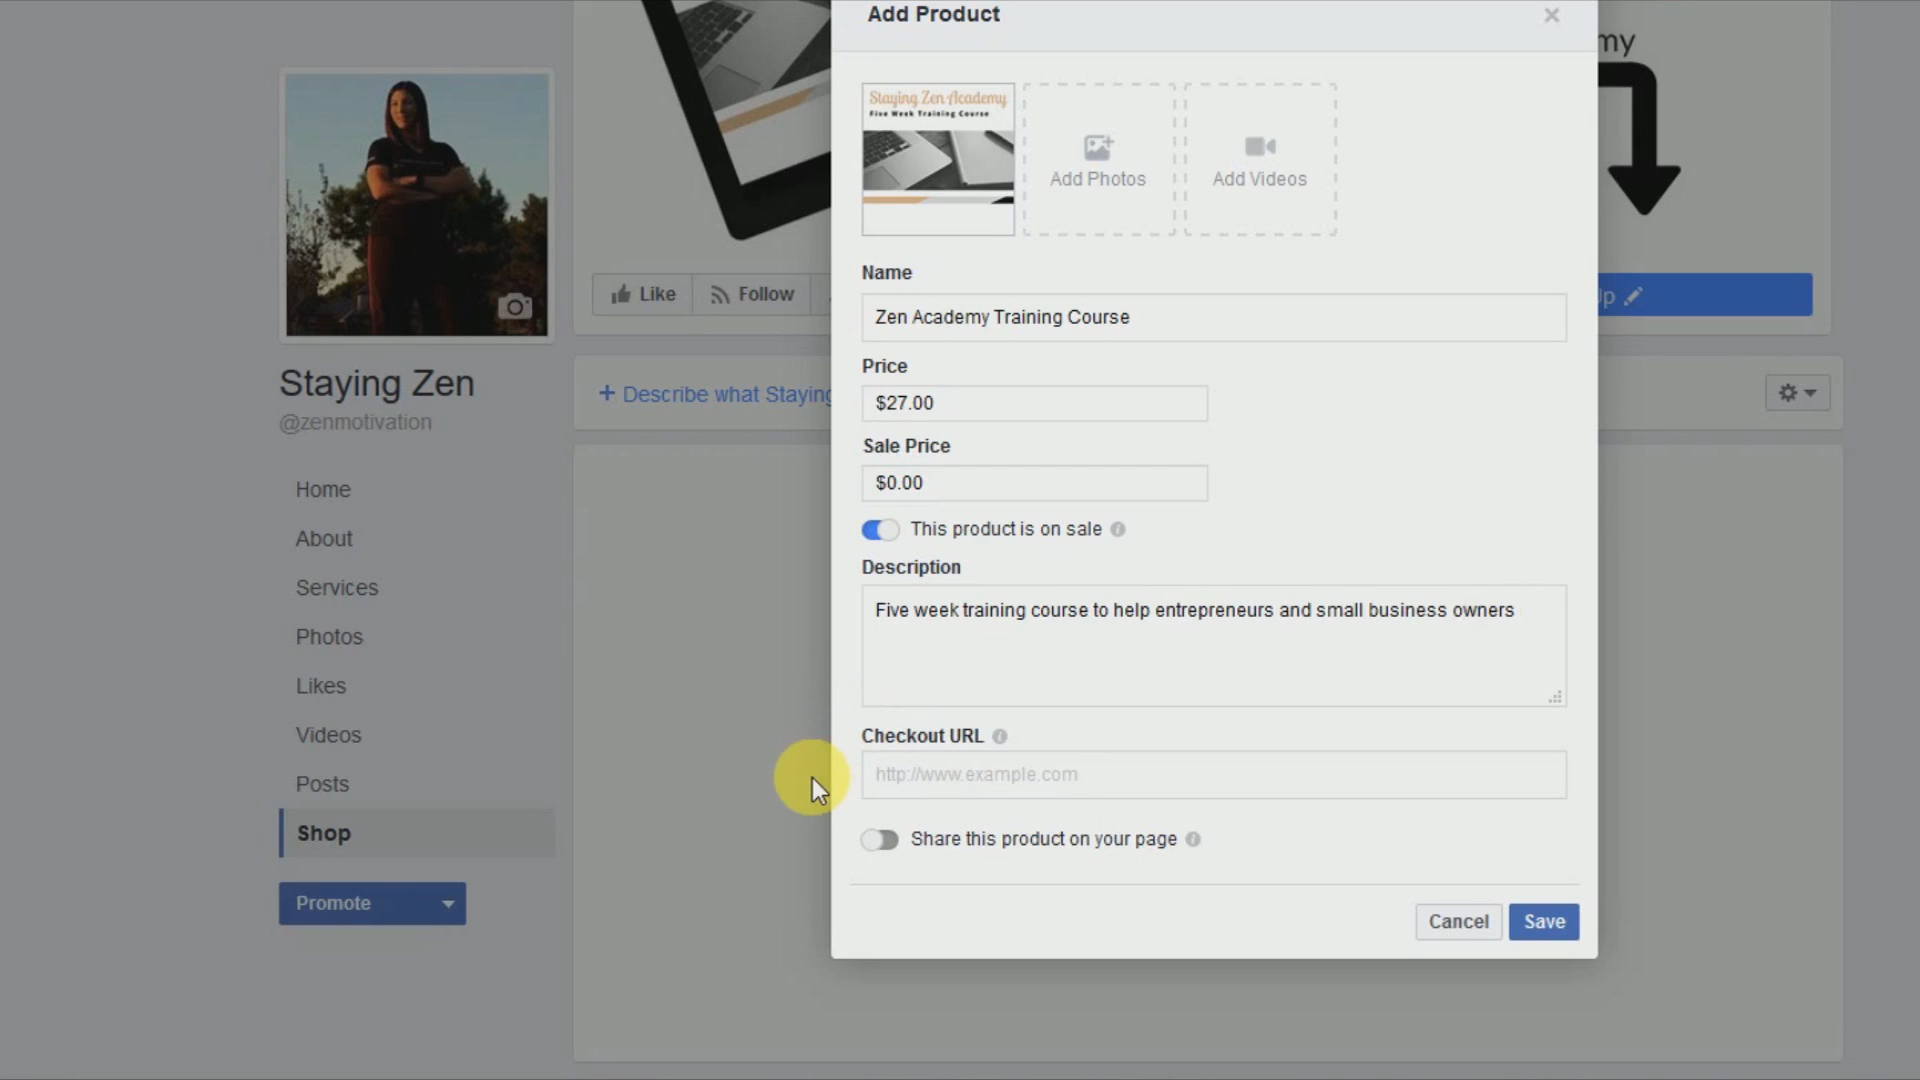 Add Product
my
Staying Zen Academy
Five Week Training Course
Add Photos
Add Videos
Name
Zen Academy Training Course
Price
$27.00
Sale Price
$0.00
This product is on sale
Description
Five week training course to help entrepreneurs and small business owners
Checkout URL
http://www.example.com
Share this product on your page
Cancel
Save
Like
Follow
Up
+ Describe what Staying
Staying Zen
@zenmotivation
Home
About
Services
Photos
Likes
Videos
Posts
Shop
Promote